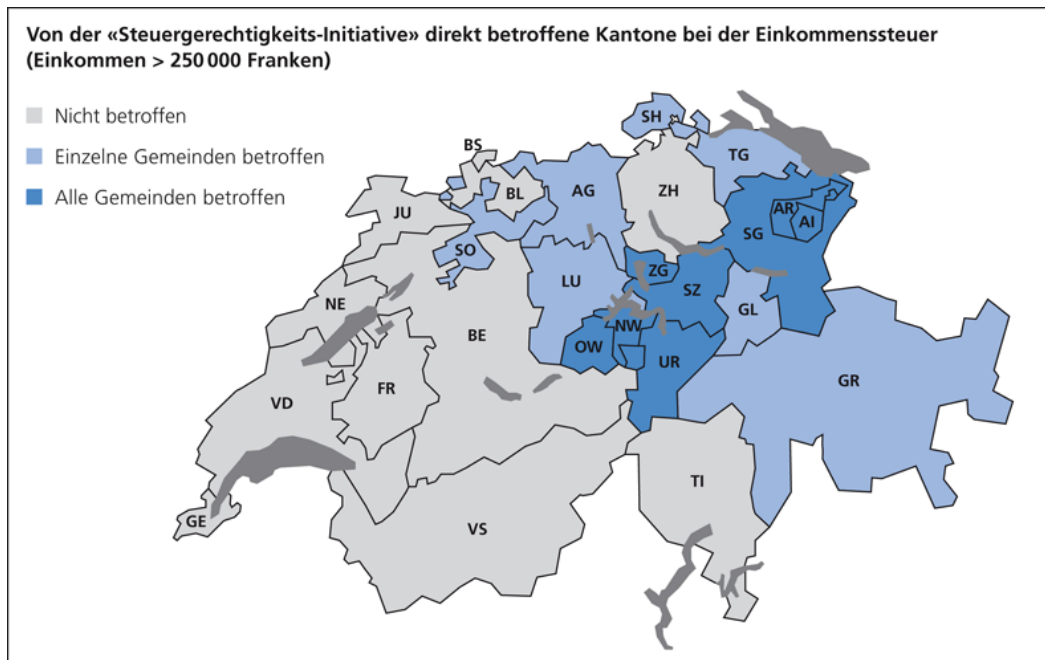 Von der «Steuergerechtigkeits-Initiative» direkt betroffene Kantone bei der Einkommenssteuer
(Einkommen > 250 000 Franken)
Nicht betroffen
Einzelne Gemeinden betroffen
Alle Gemeinden betroffen
SH
BS
TG
BL
AG
ZH
JU
AR
AI
SG
SO
ZG
LU
SZ
NE
GL
NW
BE
OW
UR
FR
GR
VD
TI
GE
VS